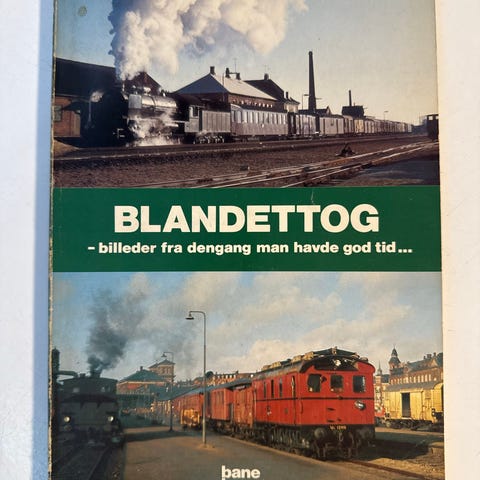 BLANDETTOG
– billeder fra dengang man havde god tid...
bane